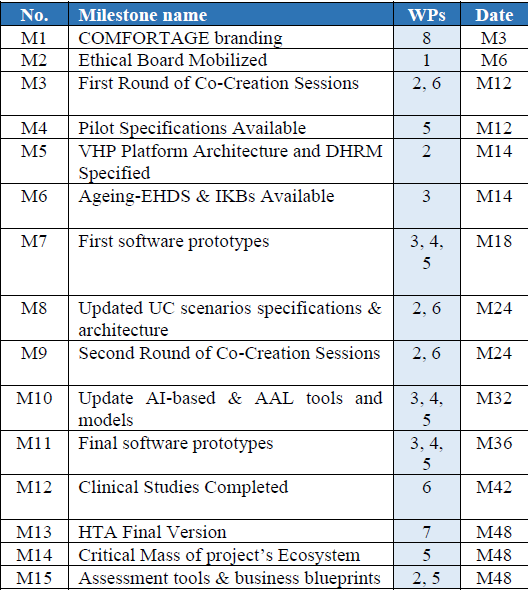 No. Milestone name WPs Date
M1 COMFORTAGE branding 8 M3
M2 Ethical Board Mobilized 1 M6
M3 First Round of Co-Creation Sessions 2, 6 M12
M4 Pilot Specifications Available 5 M12
M5 VHP Platform Architecture and DHRM 2 M14
Specified
M6 Ageing-EHDS & IKBs Available 3 M14
M7 First software prototypes 3, 4, M18
5
M8 Updated UC scenarios specifications & 2, 6 M24
architecture
M9 Second Round of Co-Creation Sessions 2, 6 M24
M10 Update AI-based & AAL tools and 3, 4, M32
models 5
M11 Final software prototypes 3, 4, M36
5
M12 Clinical Studies Completed 6 M42
M13 HTA Final Version 7 M48
M14 Critical Mass of project's Ecosystem 5 M48
M15 Assessment tools & business blueprints 2, 5 M48